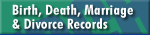 Birth, Death, Marriage
& Divorce Records